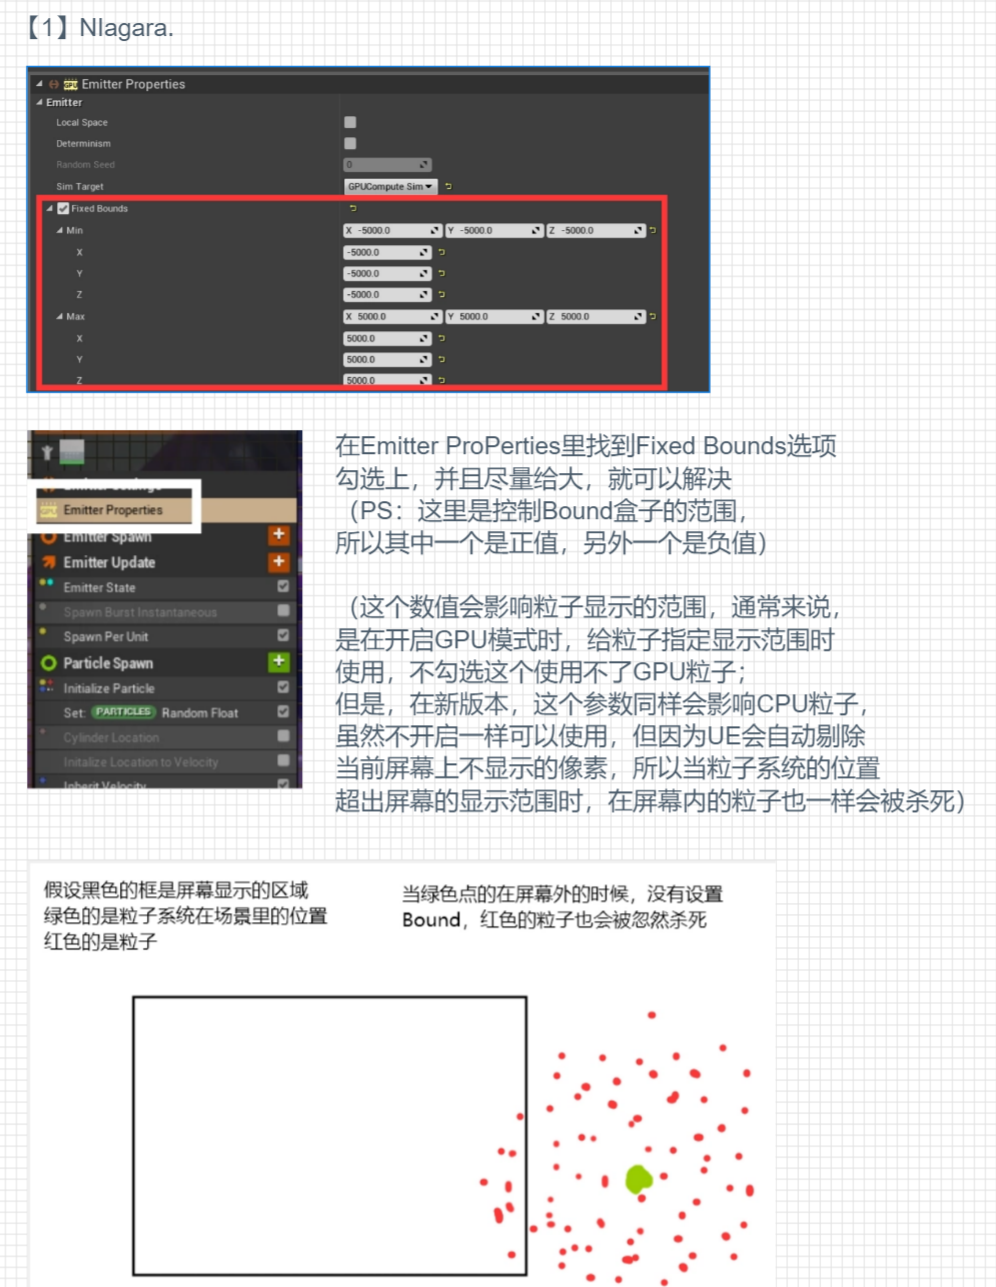 【1】NIagara.
Emitter Properties
Emitter
Local Space
Determinism
Random Seed 0
Sim Target GPUCompute Sim
Fixed Bounds
Min X -5000.0 Y -5000.0 Z -5000.0
X -5000.0
Y -5000.0
Z -5000.0
Max X 5000.0 Y 5000.0 Z 5000.0
X 5000.0
Y 5000.0
Z 5000.0
Emitter Settings
GPU Emitter Properties
Emitter Spawn
Emitter Update
Emitter State
Spawn Burst Instantaneous
Spawn Per Unit
Particle Spawn
Initialize Particle
Set: PARTICLES Random Float
Cylinder Location
Initalize Location to Velocity
Inherit Velocity
在Emitter ProPerties里找到Fixed Bounds选项
勾选上，并且尽量给大，就可以解决
（PS：这里是控制Bound盒子的范围，
所以其中一个是正值，另外一个是负值）
（这个数值会影响粒子显示的范围，通常来说，
是在开启GPU模式时，给粒子指定显示范围时
使用，不勾选这个使用不了GPU粒子；
但是，在新版本，这个参数同样会影响CPU粒子，
虽然不开启一样可以使用，但因为UE会自动剔除
当前屏幕上不显示的像素，所以当粒子系统的位置
超出屏幕的显示范围时，在屏幕内的粒子也一样会被杀死）
假设黑色的框是屏幕显示的区域
绿色的是粒子系统在场景里的位置
红色的是粒子
当绿色点的在屏幕外的时候，没有设置
Bound，红色的粒子也会被忽然杀死